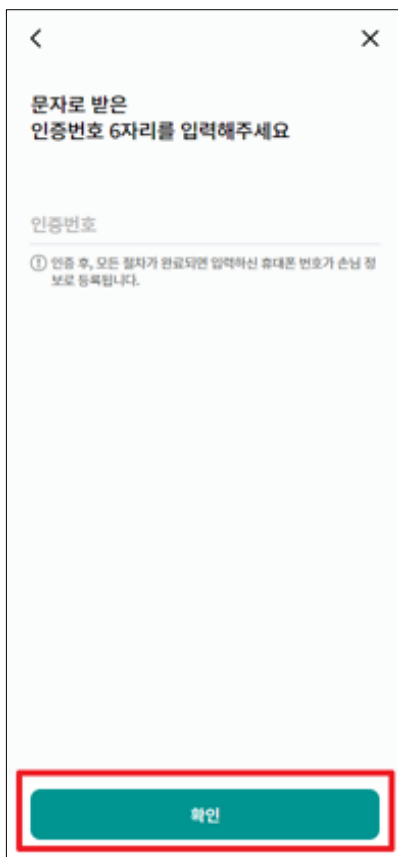 문자로 받은
인증번호 6자리를 입력해주세요
인증번호
인증 후, 모든 절차가 완료되면 입력하신 휴대폰 번호가 손님 정
보로 등록됩니다.
확인